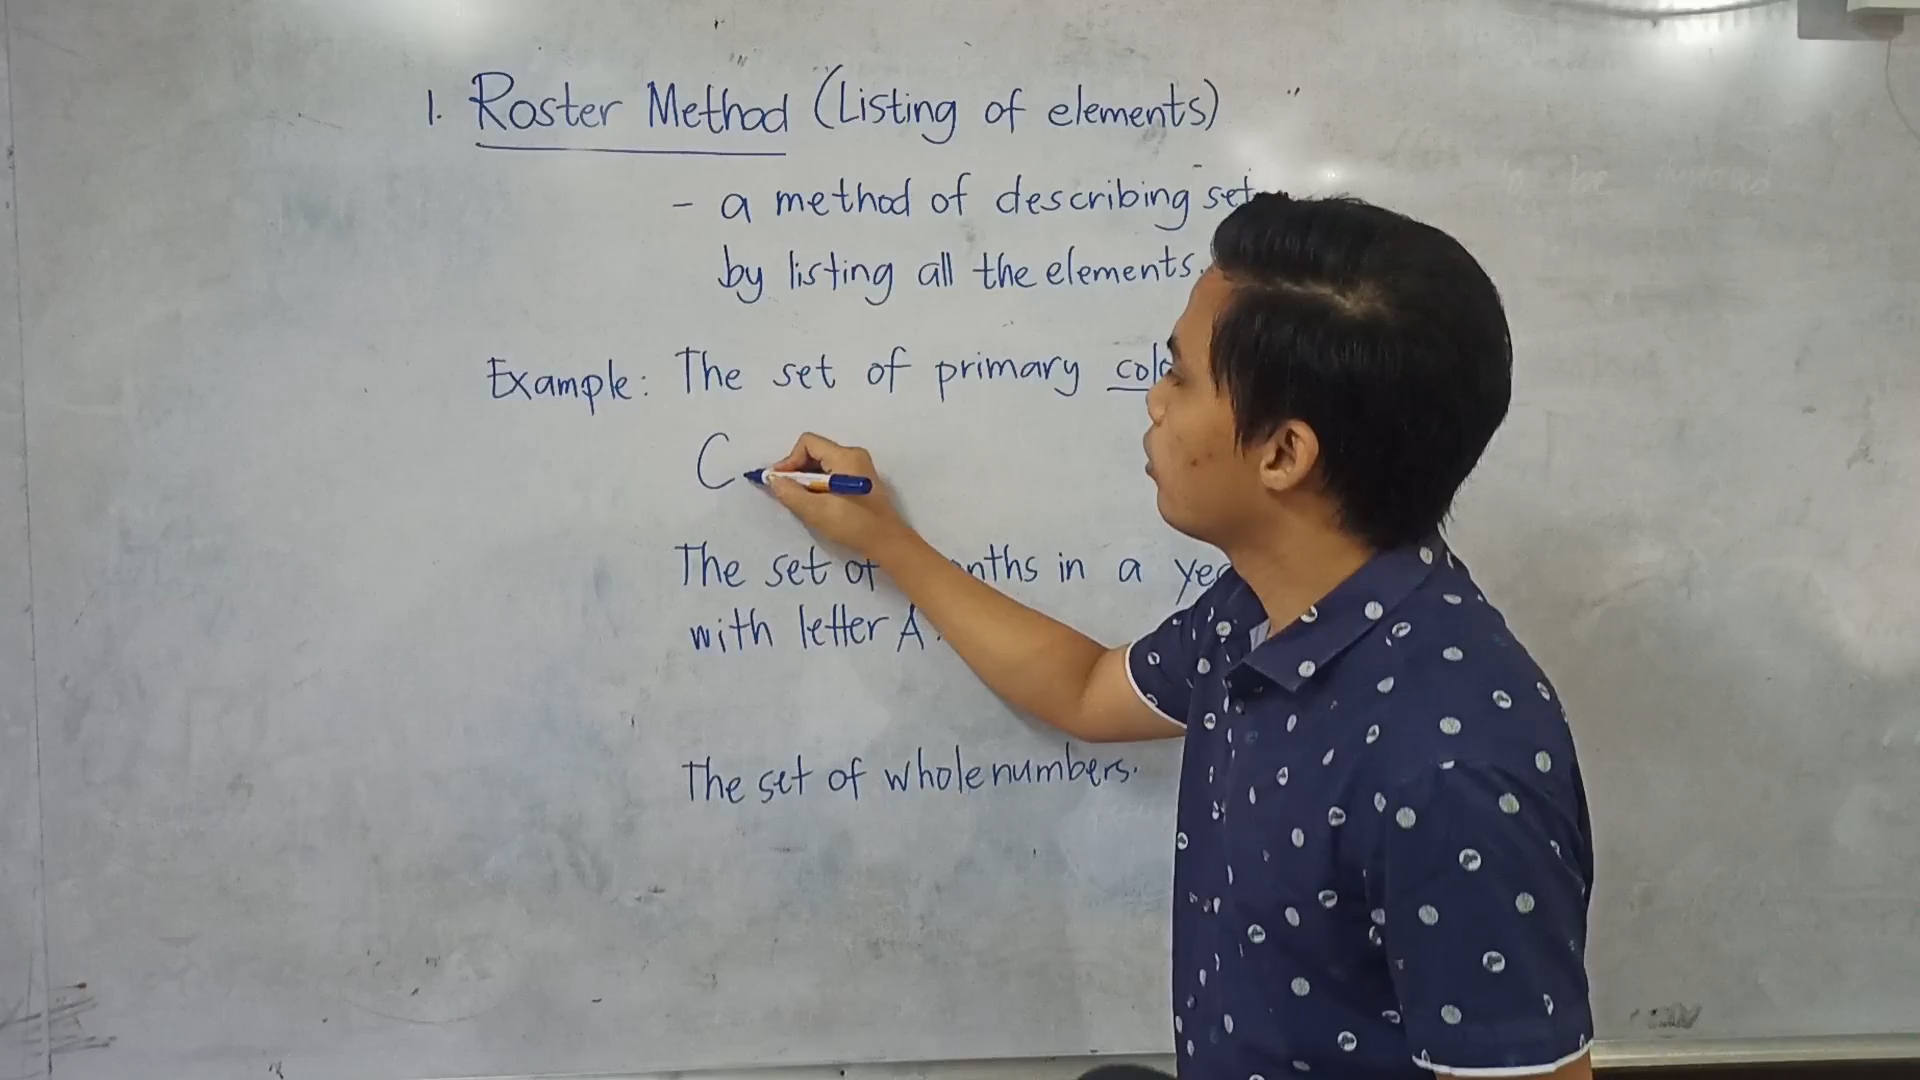 1. Roster Method (Listing of elements)
- a method of describing set
by listing all the elements.
Example: The set of primary
C
The set of in a
with letter A.
The set of whole numbers.